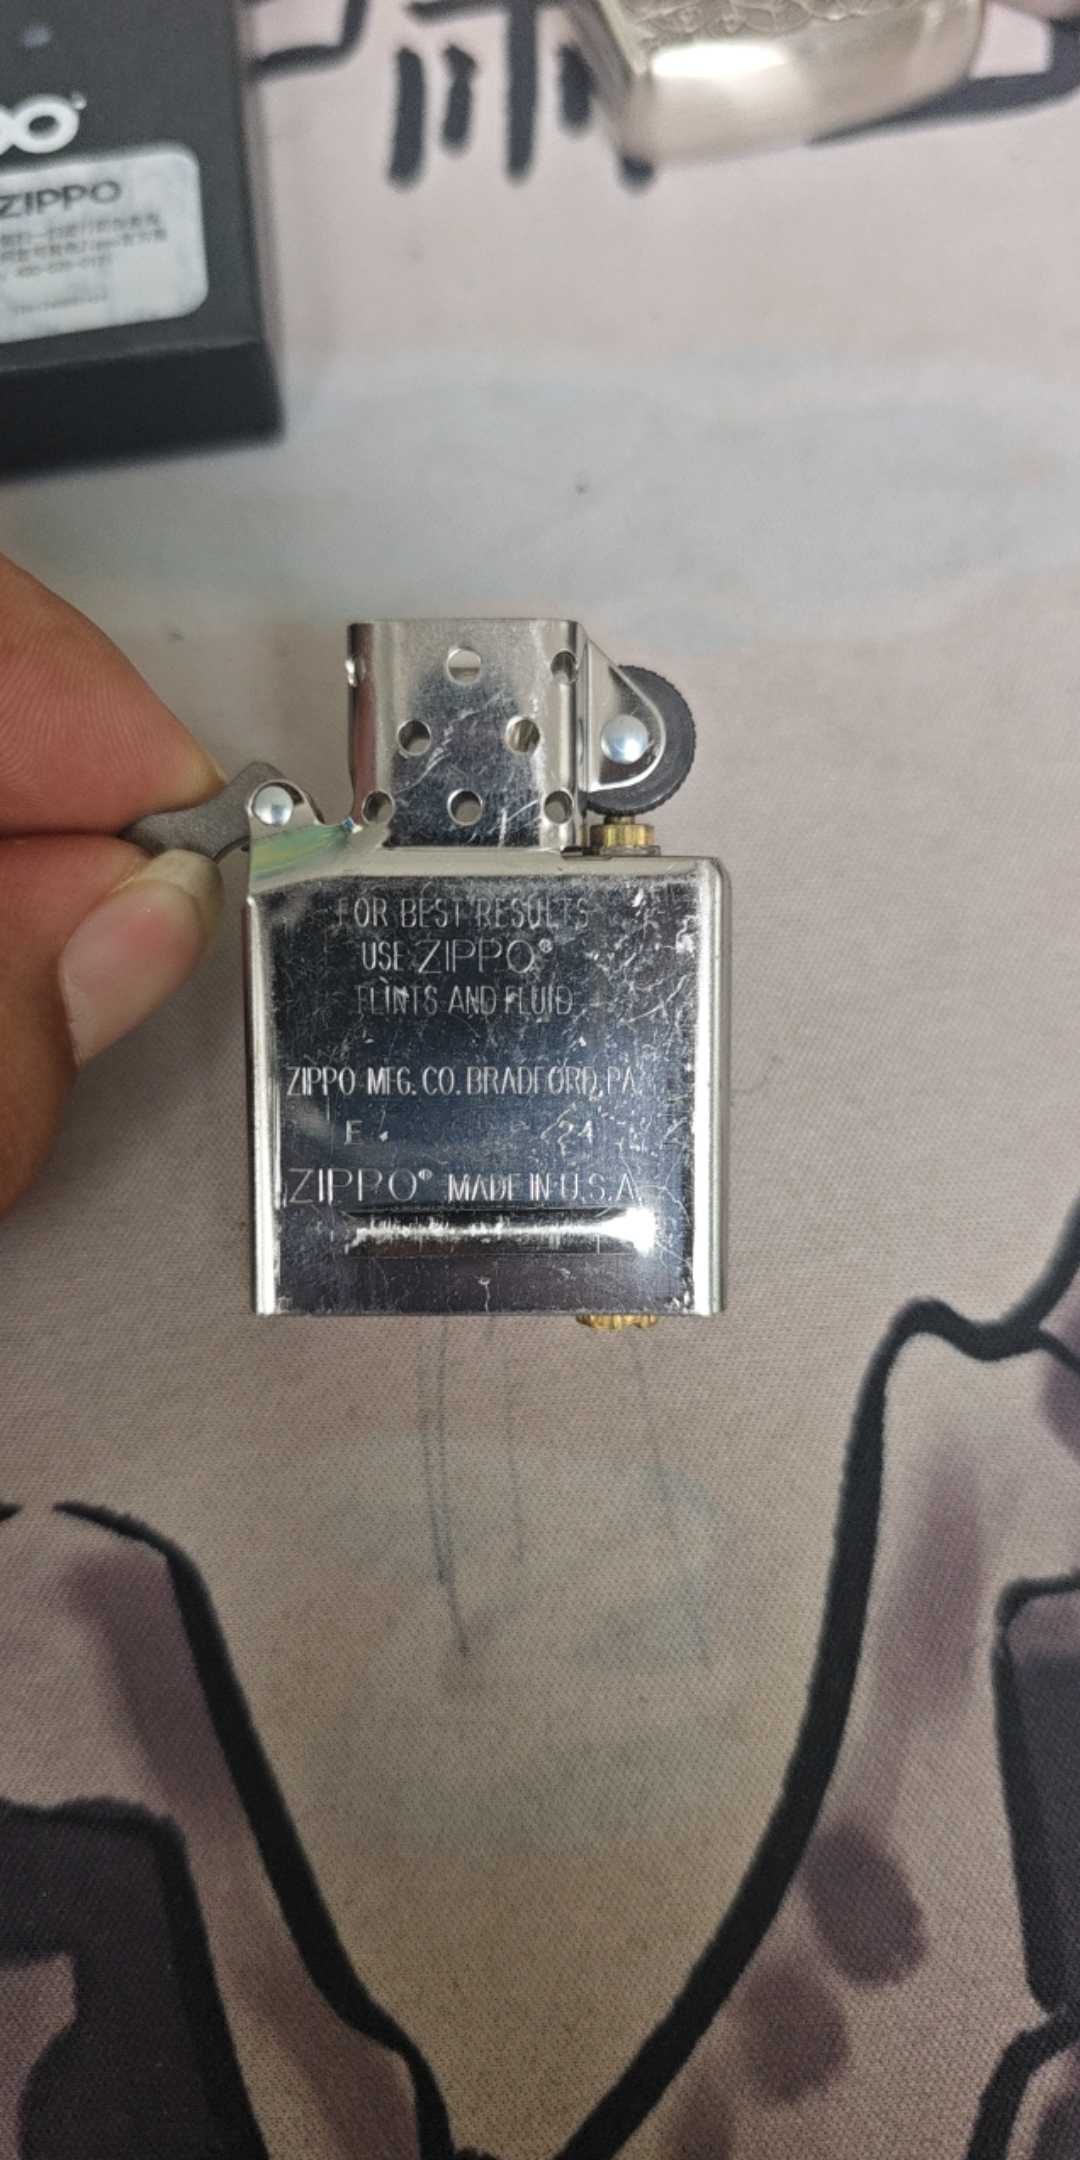 ZIPPO
FOR BEST RESULTS
USE ZIPPO®
FLINTS AND FLUID
ZIPPO MFG. CO. BRADFORD, PA.
E 24
ZIPPO® MADE IN U.S.A.